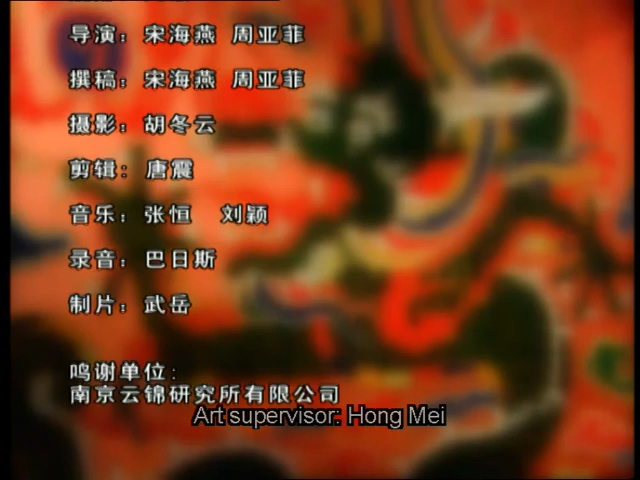 导演：宋海燕 周亚菲
撰稿：宋海燕 周亚菲
摄影：胡冬云
剪辑：唐震
音乐：张恒 刘颖
录音：巴日斯
制片：武岳
鸣谢单位：
南京云锦研究所有限公司
Art supervisor: Hong Mei